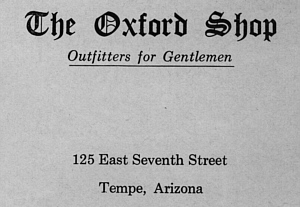 The Oxford Shop
Outfitters for Gentlemen
125 East Seventh Street
Tempe, Arizona